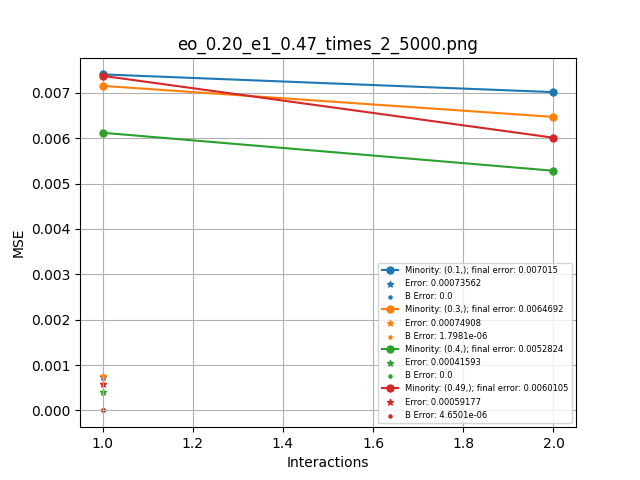 eo_0.20_e1_0.47_times_2_5000.png
MSE
0.007
0.006
0.005
0.004
0.003
0.002
0.001
0.000
Minority: (0.1,); final error: 0.007015
Error: 0.00073562
B Error: 0.0
Minority: (0.3,); final error: 0.0064692
Error: 0.00074908
B Error: 1.7981e-06
Minority: (0.4,); final error: 0.0052824
Error: 0.00041593
B Error: 0.0
Minority: (0.49,); final error: 0.0060105
Error: 0.00059177
B Error: 4.6501e-06
1.0 1.2 1.4 1.6 1.8 2.0
Interactions